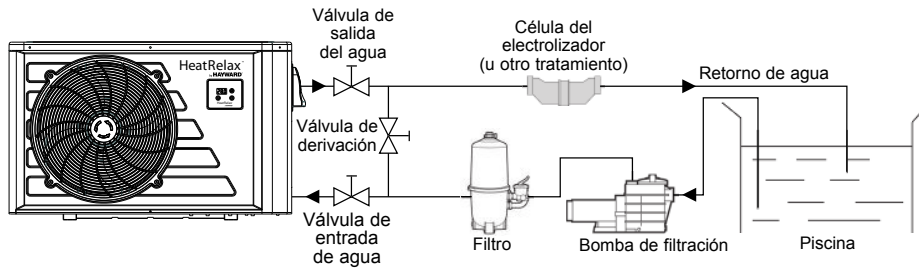 Válvula de
salida
del agua
Célula del
electrolizador
(u otro tratamiento)
Retorno de agua
HeatRelax
by HAYWARD
Válvula de
derivación
Válvula de
entrada
de agua
Filtro
Bomba de filtración
Piscina